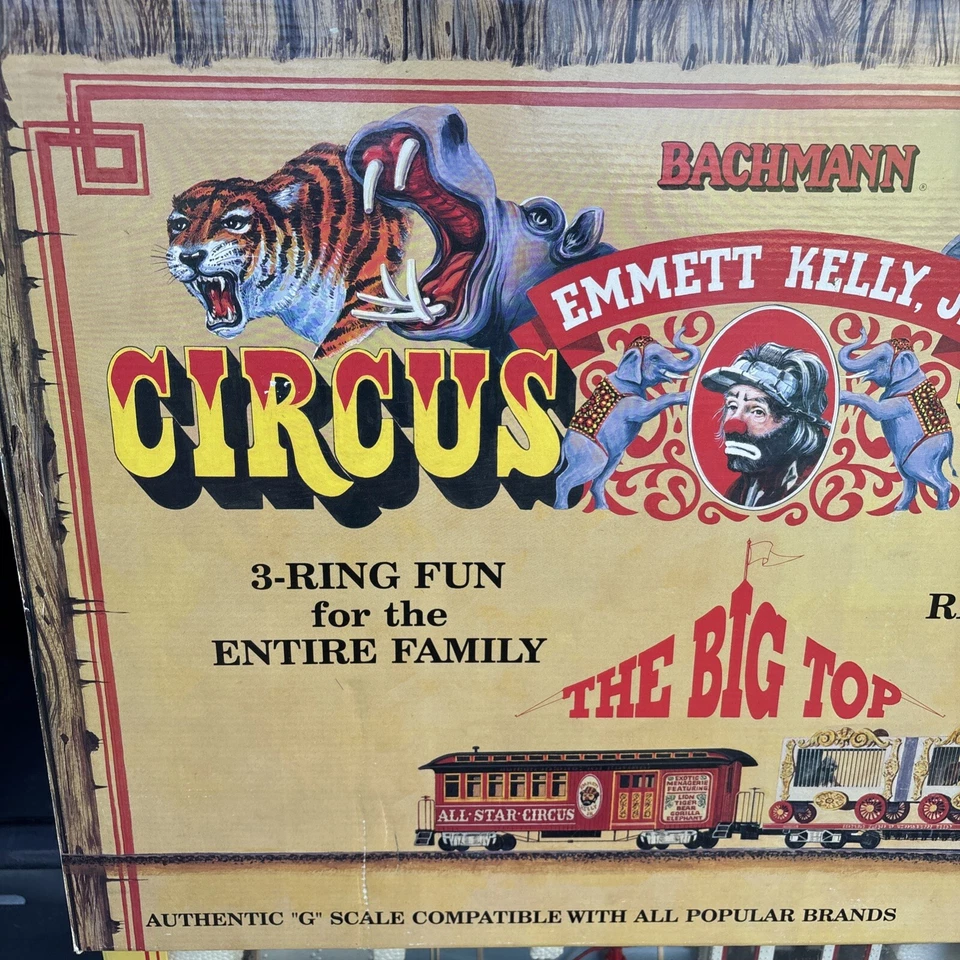 BACHMANN®
EMMETT KELLY, J
CIRCUS
3-RING FUN
for the
ENTIRE FAMILY
R
THE BIG TOP
ALL·STAR·CIRCUS
EXOTIC
MENAGERIE
FEATURING
LION
TIGER
BEAR
GORILLA
ELEPHANT
AUTHENTIC "G" SCALE COMPATIBLE WITH ALL POPULAR BRANDS